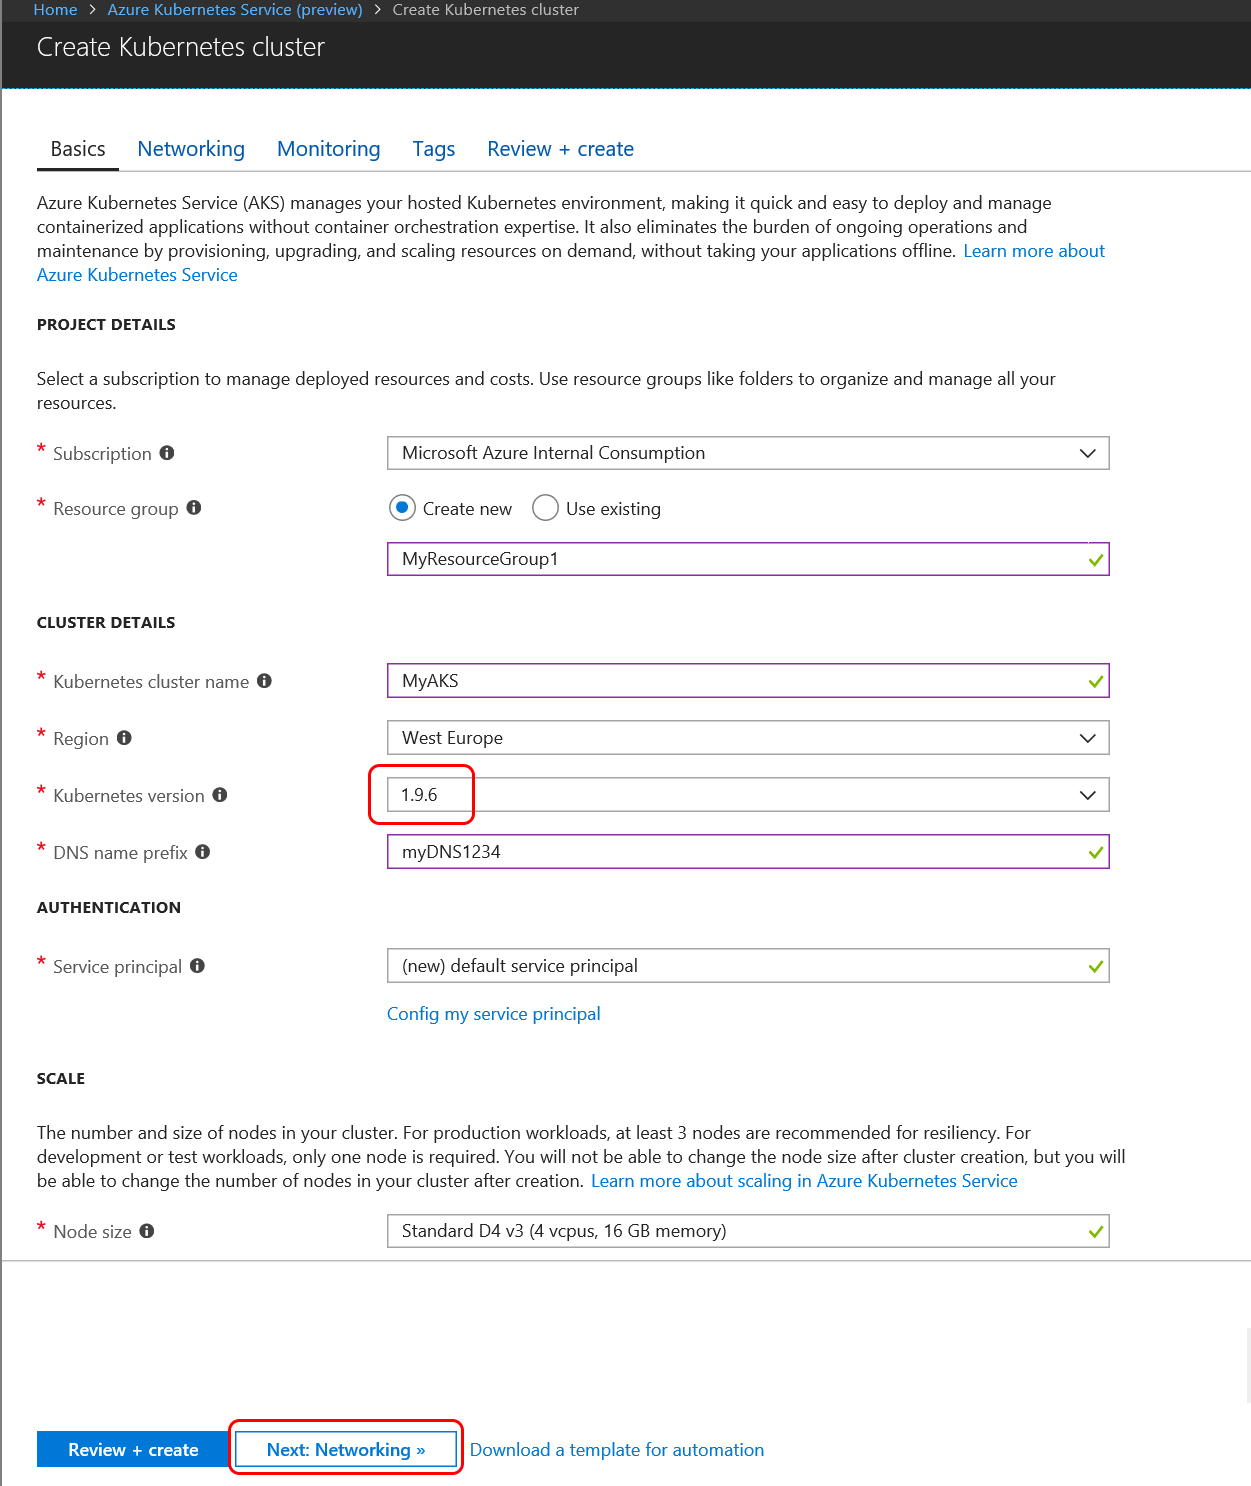 Home > Azure Kubernetes Service (preview) > Create Kubernetes cluster
Create Kubernetes cluster
Basics Networking Monitoring Tags Review + create
Azure Kubernetes Service (AKS) manages your hosted Kubernetes environment, making it quick and easy to deploy and manage
containerized applications without container orchestration expertise. It also eliminates the burden of ongoing operations and
maintenance by provisioning, upgrading, and scaling resources on demand, without taking your applications offline. Learn more about
Azure Kubernetes Service
PROJECT DETAILS
Select a subscription to manage deployed resources and costs. Use resource groups like folders to organize and manage all your
resources.
* Subscription Microsoft Azure Internal Consumption
* Resource group Create new Use existing
MyResourceGroup1
CLUSTER DETAILS
* Kubernetes cluster name MyAKS
* Region West Europe
* Kubernetes version 1.9.6
* DNS name prefix myDNS1234
AUTHENTICATION
* Service principal (new) default service principal
Config my service principal
SCALE
The number and size of nodes in your cluster. For production workloads, at least 3 nodes are recommended for resiliency. For
development or test workloads, only one node is required. You will not be able to change the node size after cluster creation, but you will
be able to change the number of nodes in your cluster after creation. Learn more about scaling in Azure Kubernetes Service
* Node size Standard D4 v3 (4 vcpus, 16 GB memory)
Review + create Next: Networking » Download a template for automation